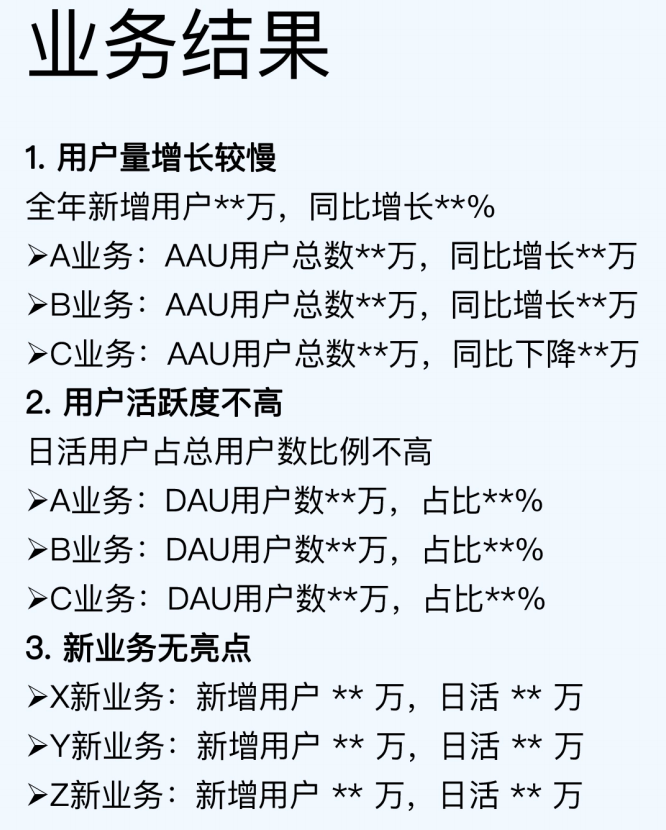 业务结果
1. 用户量增长较慢
全年新增用户**万，同比增长**%
➢A业务：AAU用户总数**万，同比增长**万
➢B业务：AAU用户总数**万，同比增长**万
➢C业务：AAU用户总数**万，同比下降**万
2. 用户活跃度不高
日活用户占总用户数比例不高
➢A业务：DAU用户数**万，占比**%
➢B业务：DAU用户数**万，占比**%
➢C业务：DAU用户数**万，占比**%
3. 新业务无亮点
➢X新业务：新增用户 ** 万，日活 ** 万
➢Y新业务：新增用户 ** 万，日活 ** 万
➢Z新业务：新增用户 ** 万，日活 ** 万